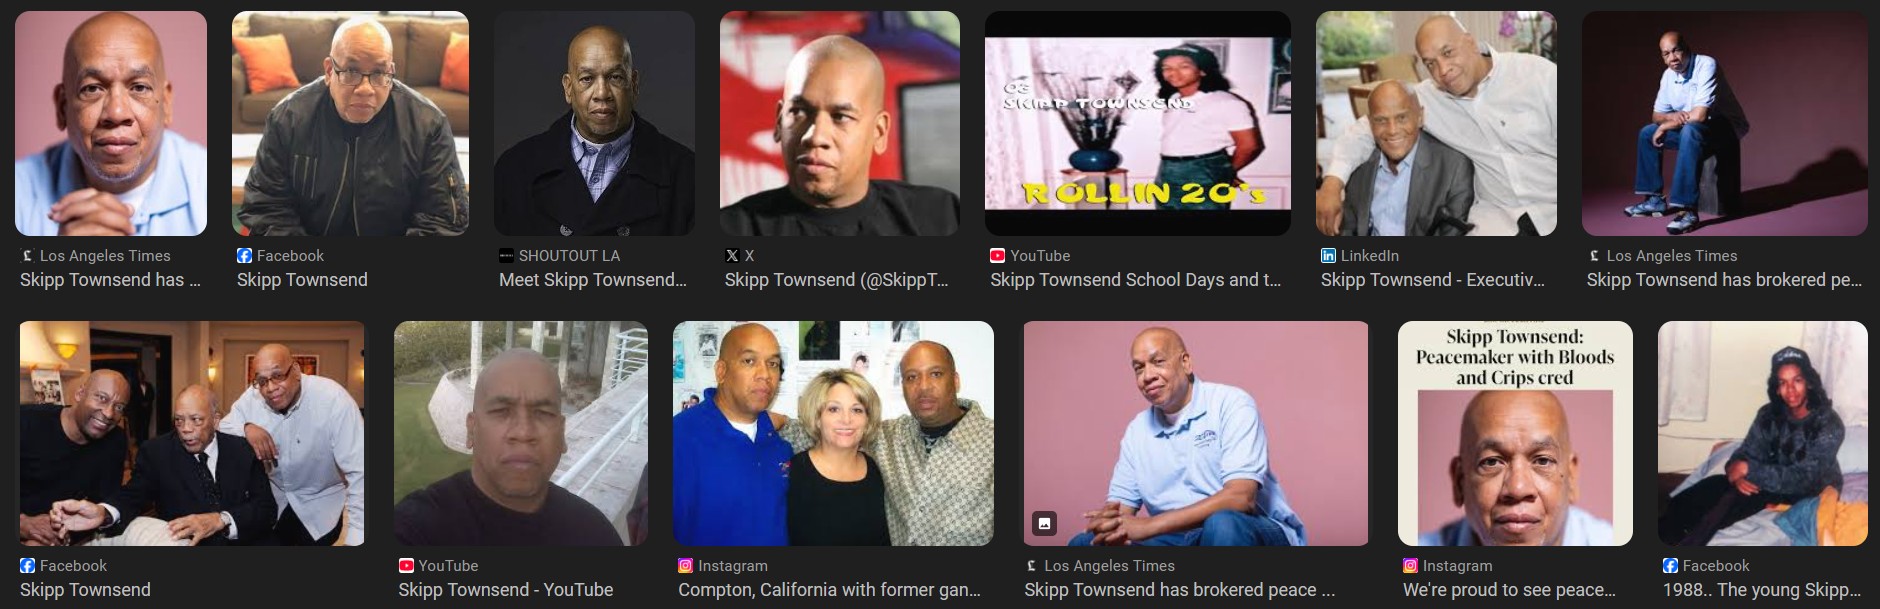 OG
SKIPP TOWNSEND
ROLLIN 20's
Los Angeles Times
Skipp Townsend has ...
Facebook
Skipp Townsend
SHOUTOUT LA
Meet Skipp Townsend...
X
Skipp Townsend (@SkippT...
YouTube
Skipp Townsend School Days and t...
LinkedIn
Skipp Townsend - Executiv...
Los Angeles Times
Skipp Townsend has brokered pe...
Skipp Townsend:
Peacemaker with Bloods
and Crips cred
Facebook
Skipp Townsend
YouTube
Skipp Townsend - YouTube
Instagram
Compton, California with former gan...
Los Angeles Times
Skipp Townsend has brokered peace ...
Instagram
We're proud to see peace...
Facebook
1988.. The young Skipp...